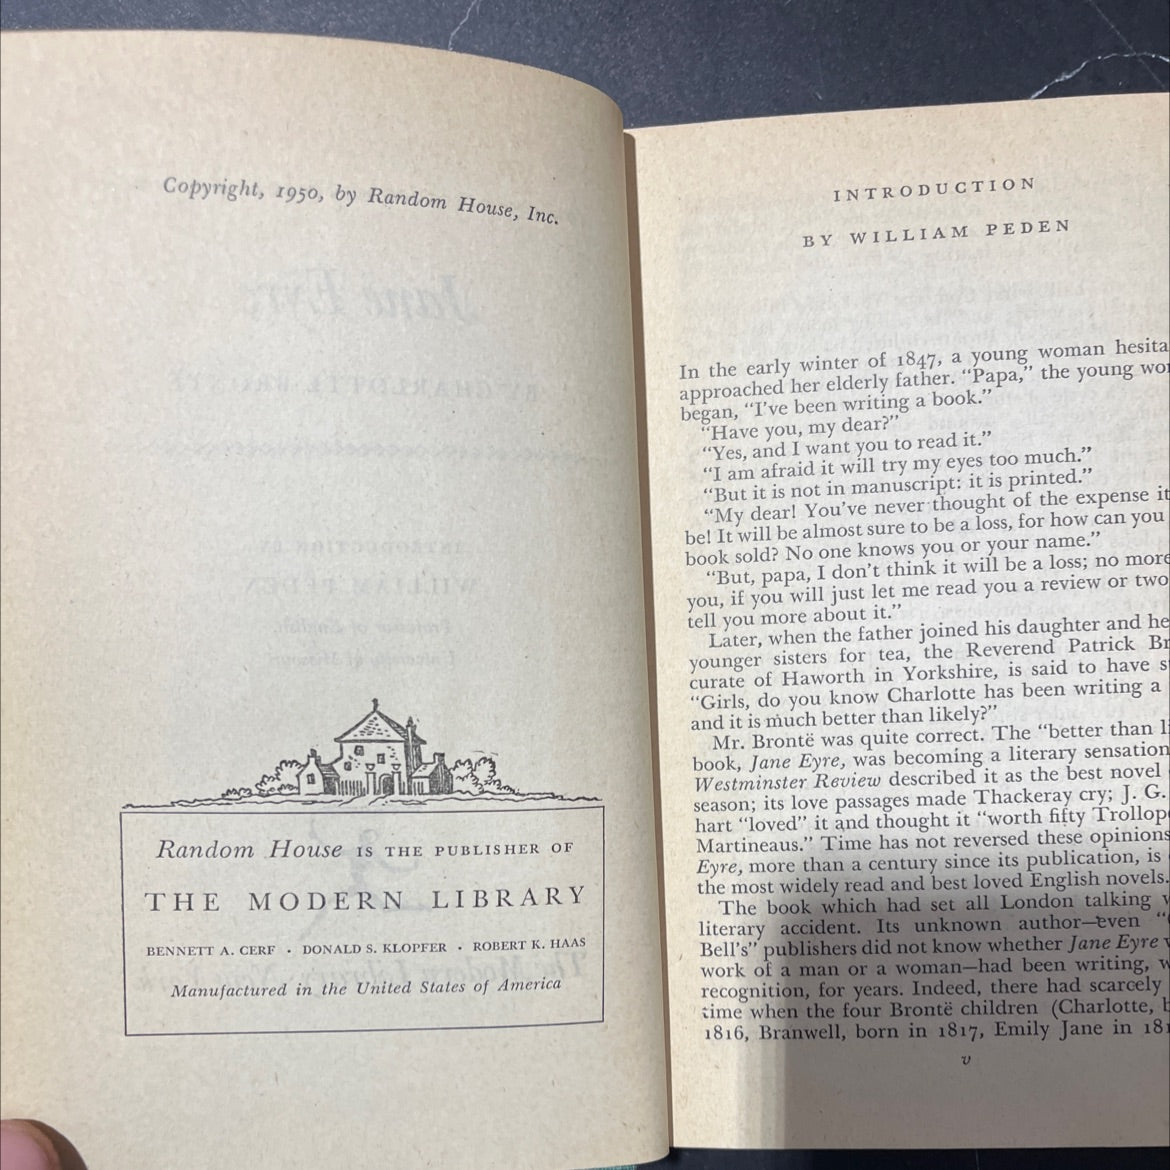 Copyright, 1950, by Random House, Inc.
Random House IS THE PUBLISHER OF
THE MODERN LIBRARY
BENNETT A. CERF • DONALD S. KLOPFER • ROBERT K. HAAS
Manufactured in the United States of America
INTRODUCTION
BY WILLIAM PEDEN
In the early winter of 1847, a young woman hesita
approached her elderly father. “Papa,” the young wo
began, “I’ve been writing a book.”
“Have you, my dear?”
“Yes, and I want you to read it.”
“I am afraid it will try my eyes too much.”
“But it is not in manuscript: it is printed.”
“My dear! You’ve never thought of the expense it
be! It will be almost sure to be a loss, for how can you
book sold? No one knows you or your name.”
“But, papa, I don’t think it will be a loss; no more
you, if you will just let me read you a review or two
tell you more about it.”
Later, when the father joined his daughter and he
younger sisters for tea, the Reverend Patrick Br
curate of Haworth in Yorkshire, is said to have s
“Girls, do you know Charlotte has been writing a
and it is much better than likely?”
Mr. Brontë was quite correct. The “better than li
book, Jane Eyre, was becoming a literary sensation
Westminster Review described it as the best novel
season; its love passages made Thackeray cry; J. G.
hart “loved” it and thought it “worth fifty Trollop
Martineaus.” Time has not reversed these opinions
Eyre, more than a century since its publication, is
the most widely read and best loved English novels.
The book which had set all London talking w
literary accident. Its unknown author—even “
Bell’s” publishers did not know whether Jane Eyre
work of a man or a woman—had been writing, w
recognition, for years. Indeed, there had scarcely
time when the four Brontë children (Charlotte, b
1816, Branwell, born in 1817, Emily Jane in 181
v